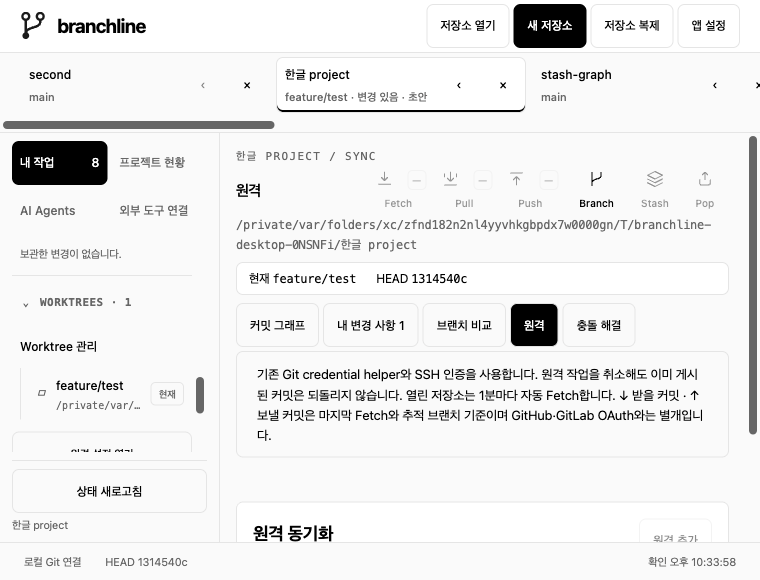 branchline
저장소 열기
새 저장소
저장소 복제
앱 설정
second
main
한글 project
feature/test · 변경 있음 · 초안
stash-graph
main
내 작업 8
프로젝트 현황
AI Agents
외부 도구 연결
보관한 변경이 없습니다.
WORKTREES · 1
Worktree 관리
feature/test
/private/var/…
현재
상태 새로고침
한글 project
한글 PROJECT / SYNC
원격
Fetch
Pull
Push
Branch
Stash
Pop
/private/var/folders/xc/zfnd182n2nl4yyvhkgbpdx7w0000gn/T/branchline-
desktop-0NSNFi/한글 project
현재 feature/test HEAD 1314540c
커밋 그래프
내 변경 사항 1
브랜치 비교
원격
충돌 해결
기존 Git credential helper와 SSH 인증을 사용합니다. 원격 작업을 취소해도 이미 게시
된 커밋은 되돌리지 않습니다. 열린 저장소는 1분마다 자동 Fetch합니다. ↓ 받을 커밋 · ↑
보낼 커밋은 마지막 Fetch와 추적 브랜치 기준이며 GitHub·GitLab OAuth와는 별개입니
다.
원격 동기화
원격 추가
로컬 Git 연결
HEAD 1314540c
확인 오후 10:33:58